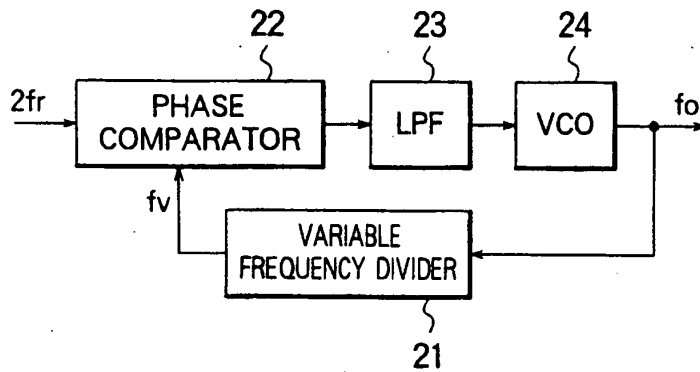 22
23
24
2fr
PHASE
COMPARATOR
LPF
VCO
fo
fv
VARIABLE
FREQUENCY DIVIDER
21